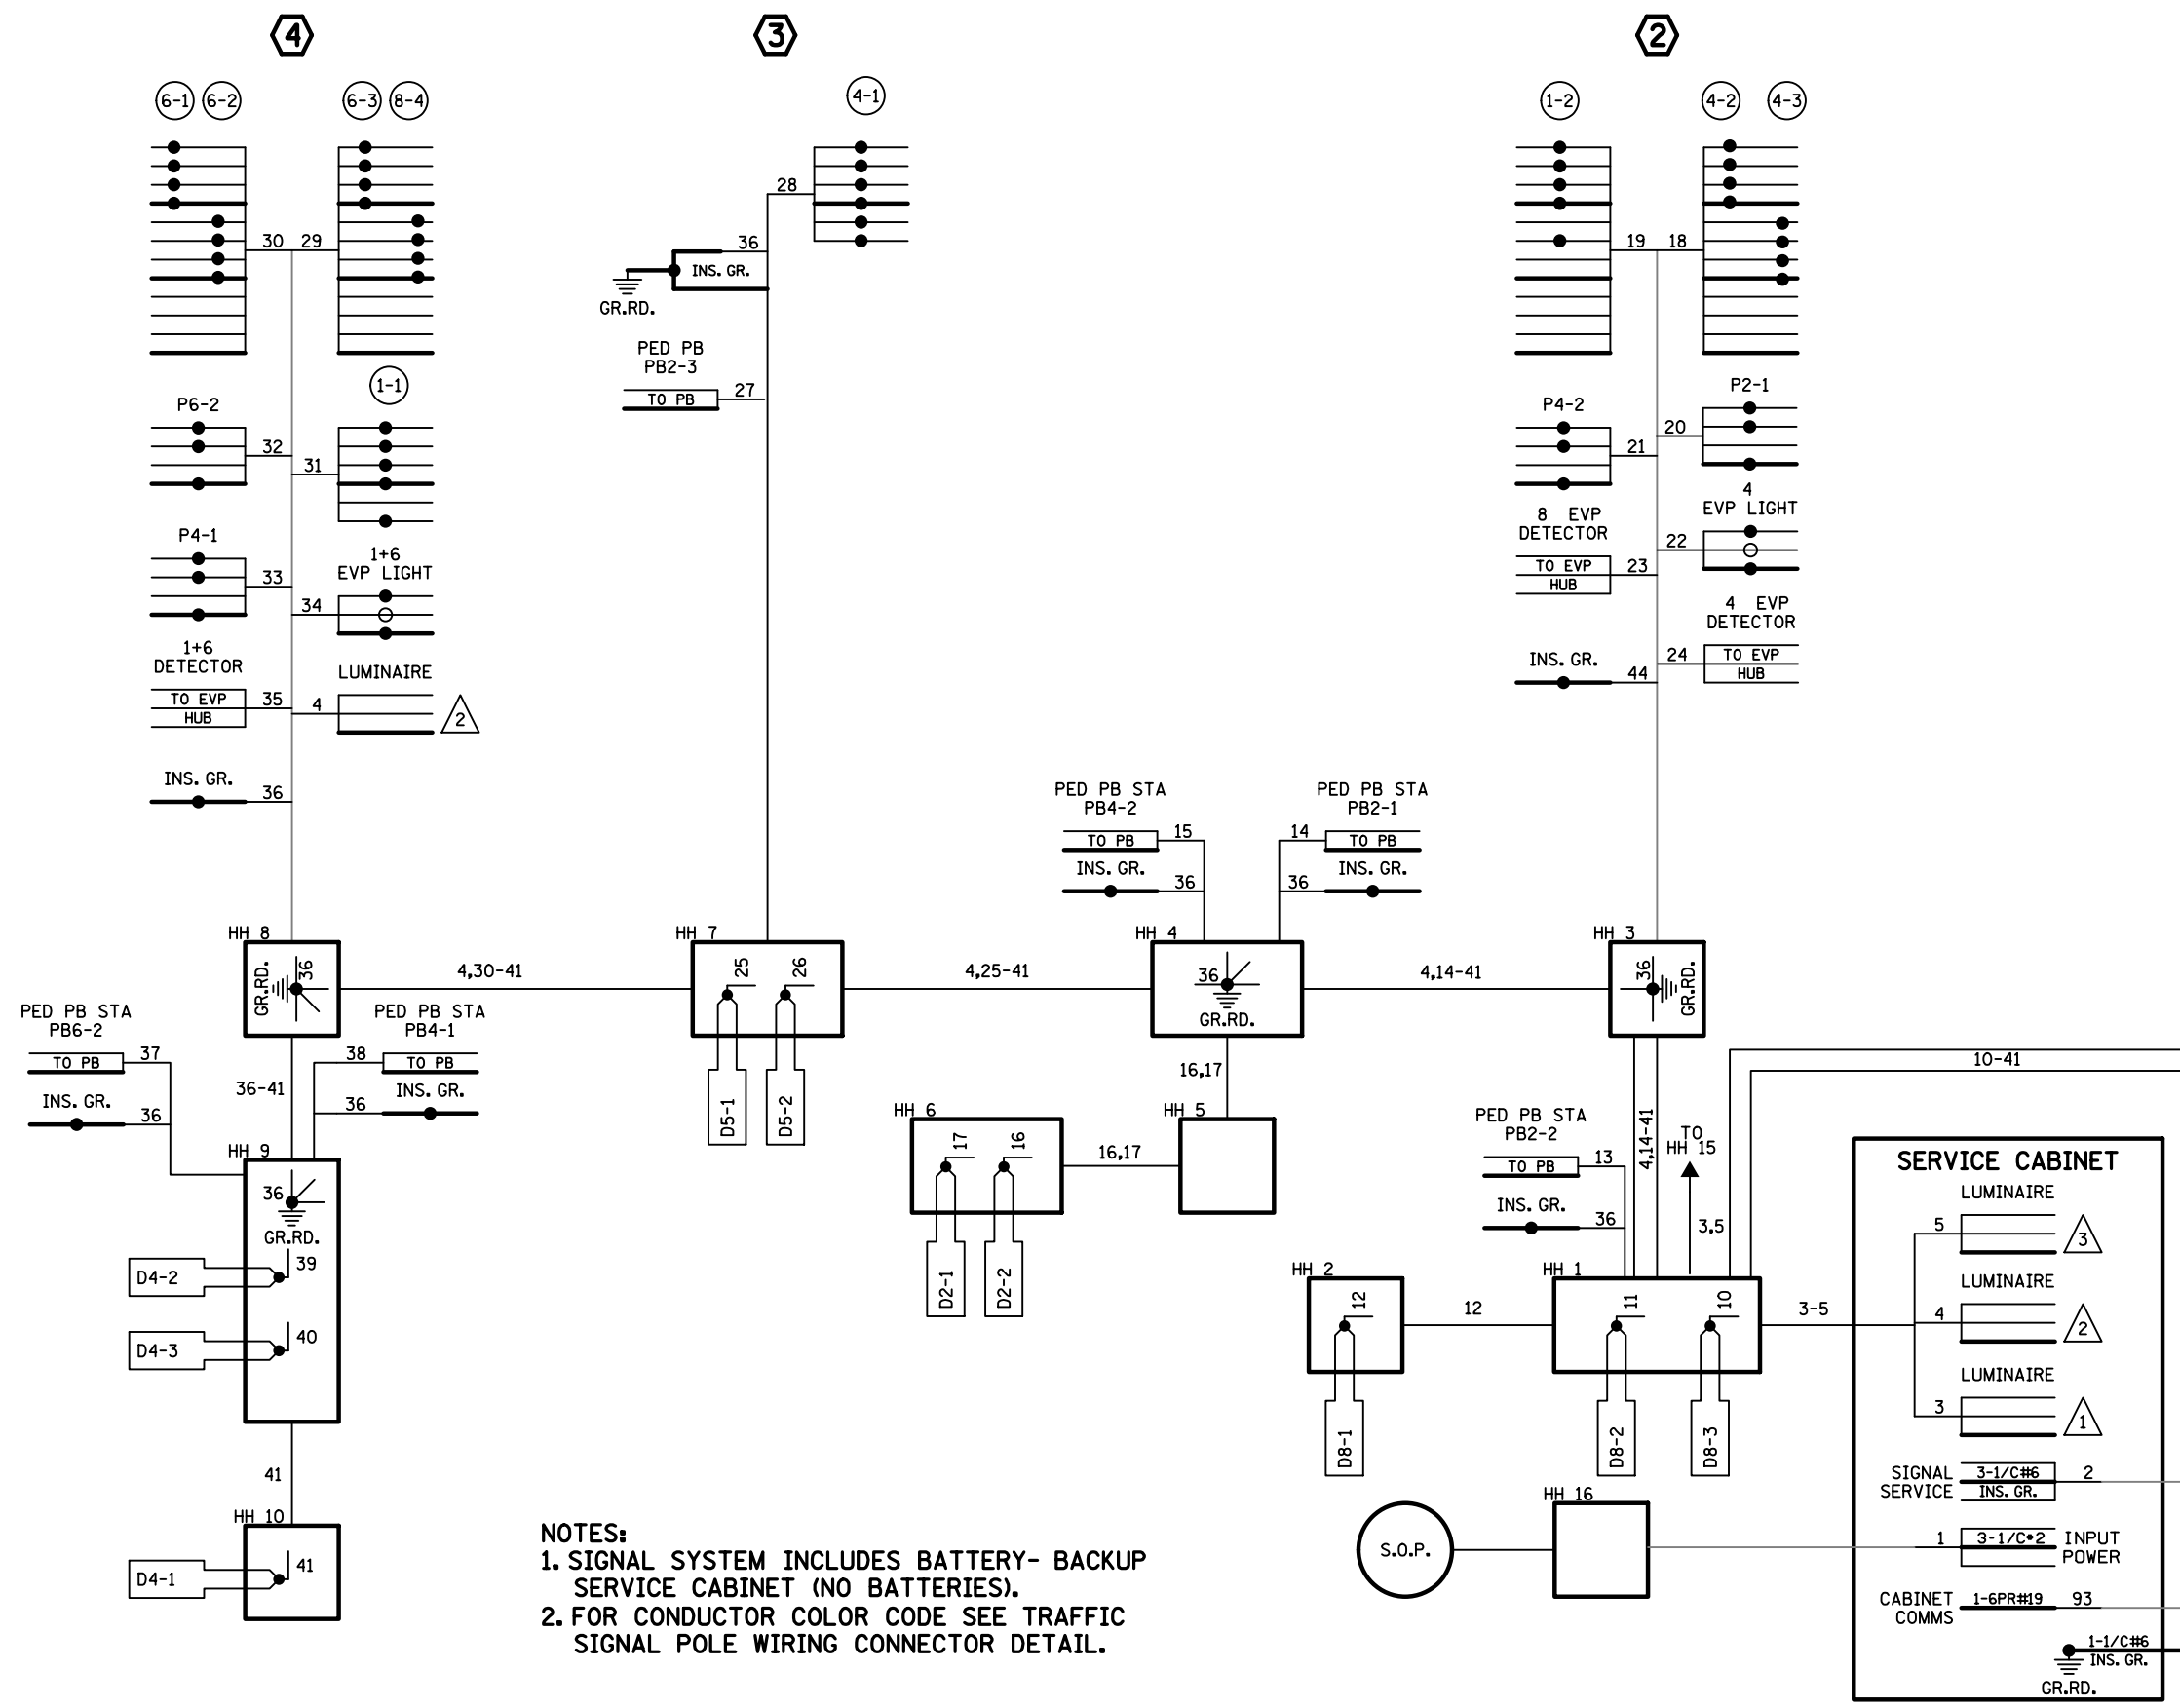 4
3
2
6-1 6-2 6-3 8-4
4-1
1-2 4-2 4-3
30 29
28
19 18
36
INS. GR.
GR.RD.
PED PB
PB2-3
TO PB 27
1-1
P6-2
32
31
P4-1
33
1+6
EVP LIGHT
34
1+6
DETECTOR
TO EVP
HUB
35
LUMINAIRE
4
2
INS. GR.
36
P4-2
21
P2-1
20
8 EVP
DETECTOR
TO EVP
HUB
23
4
EVP LIGHT
22
4 EVP
DETECTOR
24
TO EVP
HUB
INS. GR.
44
PED PB STA
PB4-2
TO PB 15
INS. GR.
36
PED PB STA
PB2-1
14 TO PB
INS. GR.
36
HH 8
GR.RD.
36
4,30-41
HH 7
25
26
D5-1
D5-2
4,25-41
HH 4
36
GR.RD.
4,14-41
HH 3
36
GR.RD.
PED PB STA
PB6-2
TO PB 37
INS. GR.
36
36-41
PED PB STA
PB4-1
38 TO PB
INS. GR.
36
HH 9
36
GR.RD.
39
D4-2
40
D4-3
41
HH 10
41
D4-1
16,17
HH 6
17
16
D2-1
D2-2
16,17
HH 5
10-41
PED PB STA
PB2-2
TO PB 13
INS. GR.
36
4,14-41
TO
HH 15
3,5
HH 2
12
D8-1
12
HH 1
11
10
D8-2
D8-3
3-5
SERVICE CABINET
LUMINAIRE
5
3
LUMINAIRE
4
2
LUMINAIRE
3
1
SIGNAL
SERVICE
3-1/C#6
INS. GR.
2
1
3-1/C•2
INPUT
POWER
CABINET
COMMS
1-6PR#19
93
1-1/C#6
INS. GR.
GR.RD.
HH 16
S.O.P.
NOTES:
1. SIGNAL SYSTEM INCLUDES BATTERY- BACKUP
SERVICE CABINET (NO BATTERIES).
2. FOR CONDUCTOR COLOR CODE SEE TRAFFIC
SIGNAL POLE WIRING CONNECTOR DETAIL.